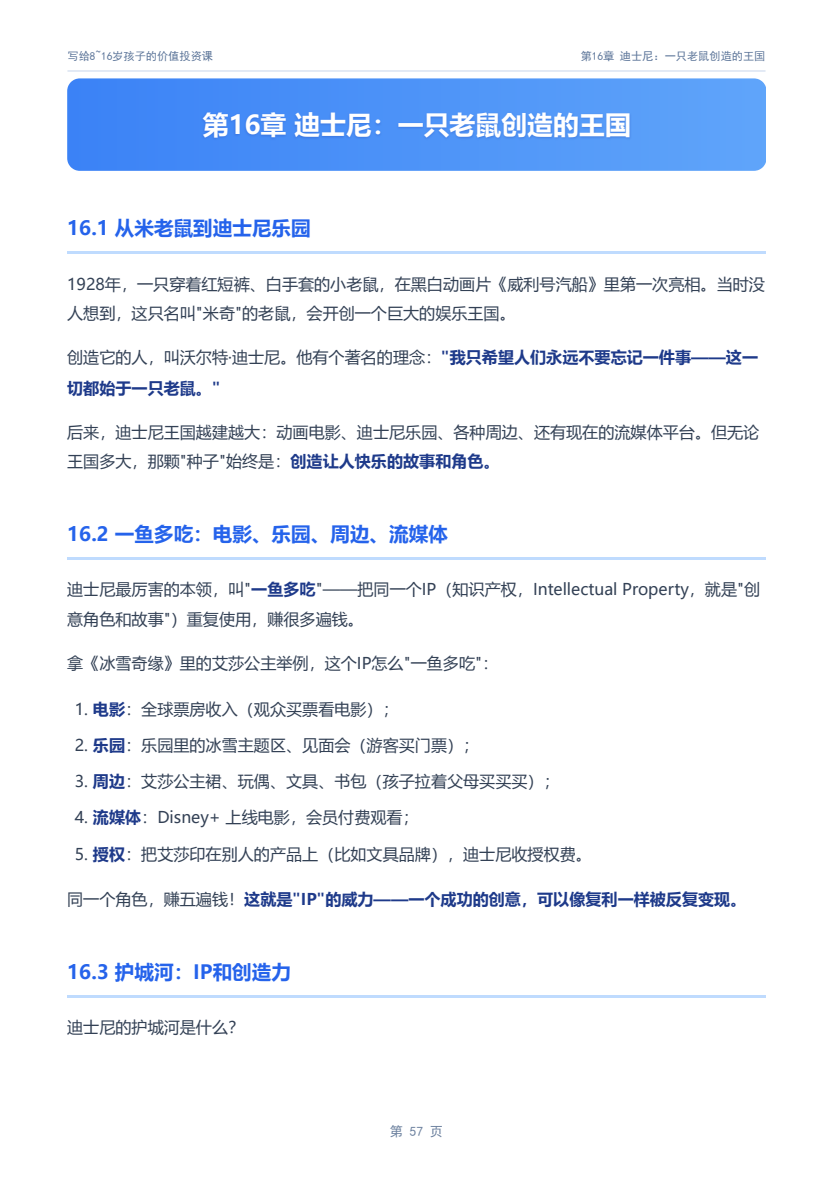 写给8~16岁孩子的价值投资课
第16章 迪士尼：一只老鼠创造的王国
第16章 迪士尼：一只老鼠创造的王国
16.1 从米老鼠到迪士尼乐园
1928年，一只穿着红短裤、白手套的小老鼠，在黑白动画片《威利号汽船》里第一次亮相。当时没
人想到，这只名叫"米奇"的老鼠，会开创一个巨大的娱乐王国。
创造它的人，叫沃尔特·迪士尼。他有个著名的理念："我只希望人们永远不要忘记一件事——这一
切都始于一只老鼠。"
后来，迪士尼王国越建越大：动画电影、迪士尼乐园、各种周边、还有现在的流媒体平台。但无论
王国多大，那颗"种子"始终是：创造让人快乐的故事和角色。
16.2 一鱼多吃：电影、乐园、周边、流媒体
迪士尼最厉害的本领，叫"一鱼多吃"——把同一个IP（知识产权，Intellectual Property，就是"创
意角色和故事"）重复使用，赚很多遍钱。
拿《冰雪奇缘》里的艾莎公主举例，这个IP怎么"一鱼多吃"：
1. 电影：全球票房收入（观众买票看电影）；
2. 乐园：乐园里的冰雪主题区、见面会（游客买门票）；
3. 周边：艾莎公主裙、玩偶、文具、书包（孩子拉着父母买买买）；
4. 流媒体：Disney+ 上线电影，会员付费观看；
5. 授权：把艾莎印在别人的产品上（比如文具品牌），迪士尼收授权费。
同一个角色，赚五遍钱！这就是"IP"的威力——一个成功的创意，可以像复利一样被反复变现。
16.3 护城河：IP和创造力
迪士尼的护城河是什么？
第 57 页